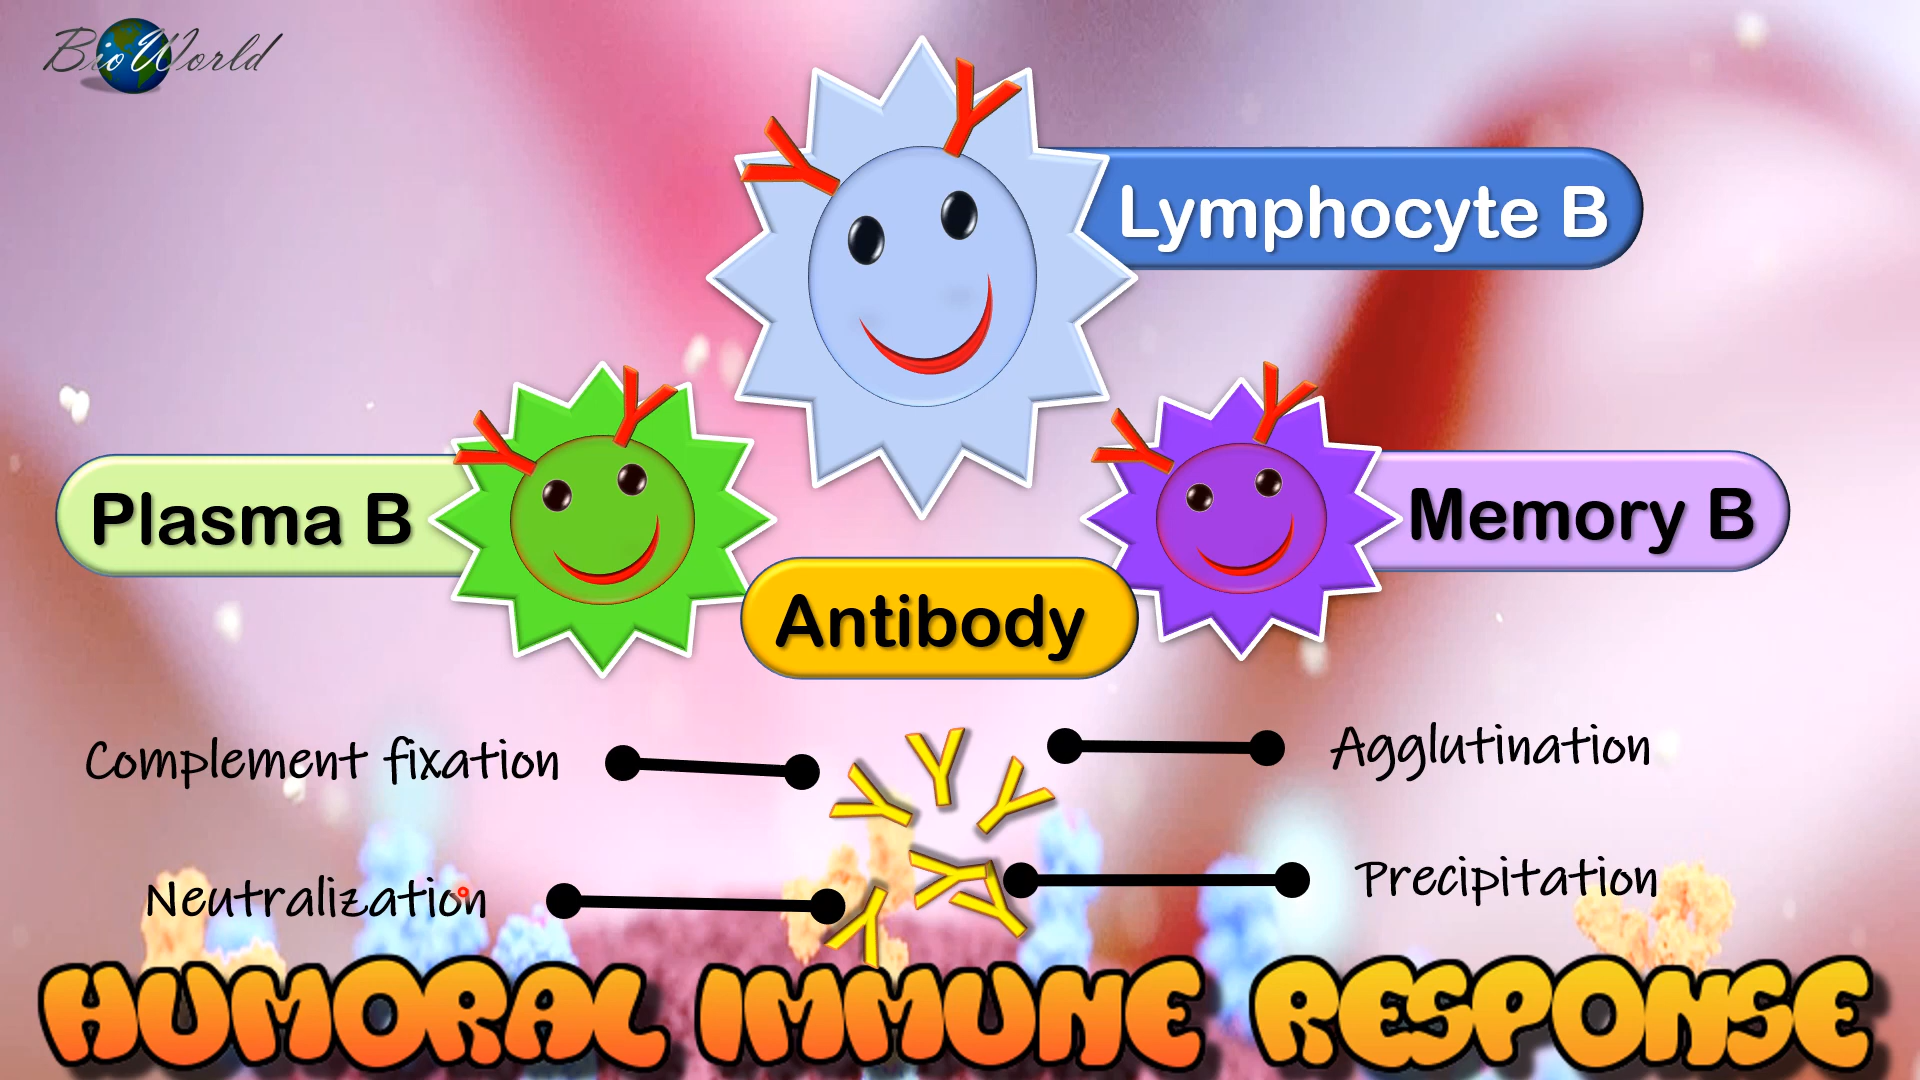 BioWorld
Lymphocyte B
Plasma B
Memory B
Antibody
Complement fixation
Agglutination
Neutralization
Precipitation
HUMORAL IMMUNE RESPONSE